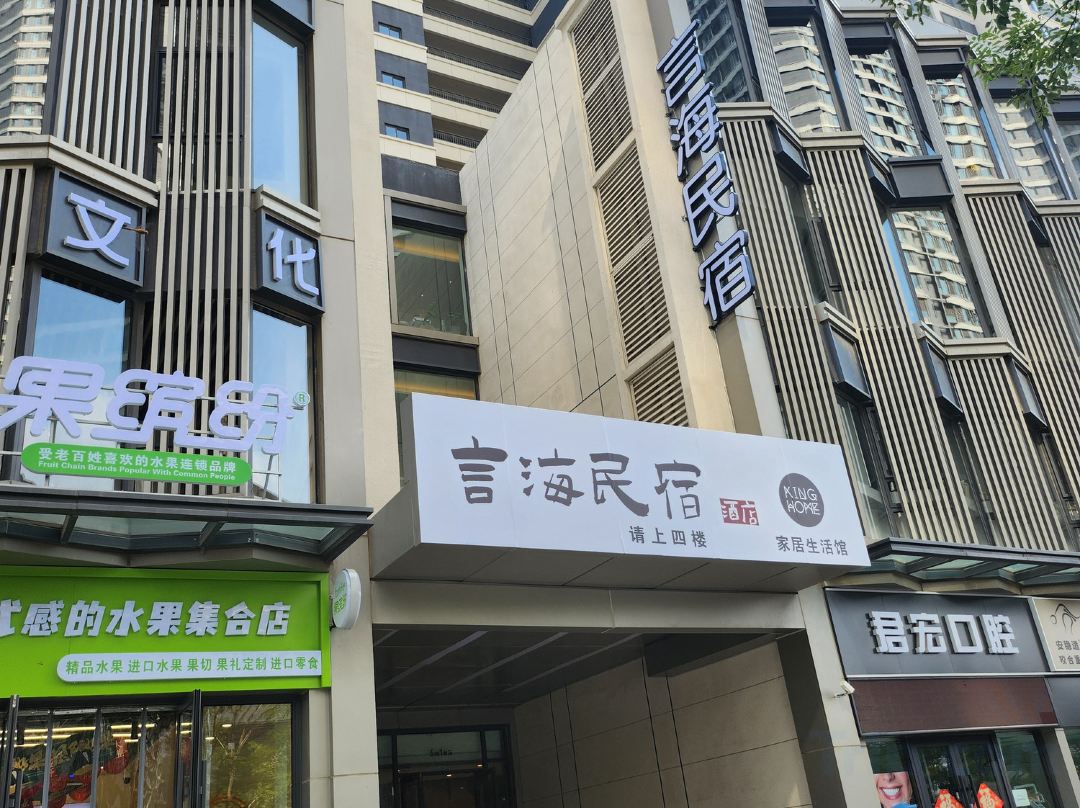 言海民宿
文化
果缤纷®
受老百姓喜欢的水果连锁品牌
Fruit Chain Brands Popular With Common People
言海民宿 酒店
请上四楼
KING HOME
家居生活馆
优感的水果集合店
精品水果 进口水果 果切 果礼定制 进口零食
君宏口腔